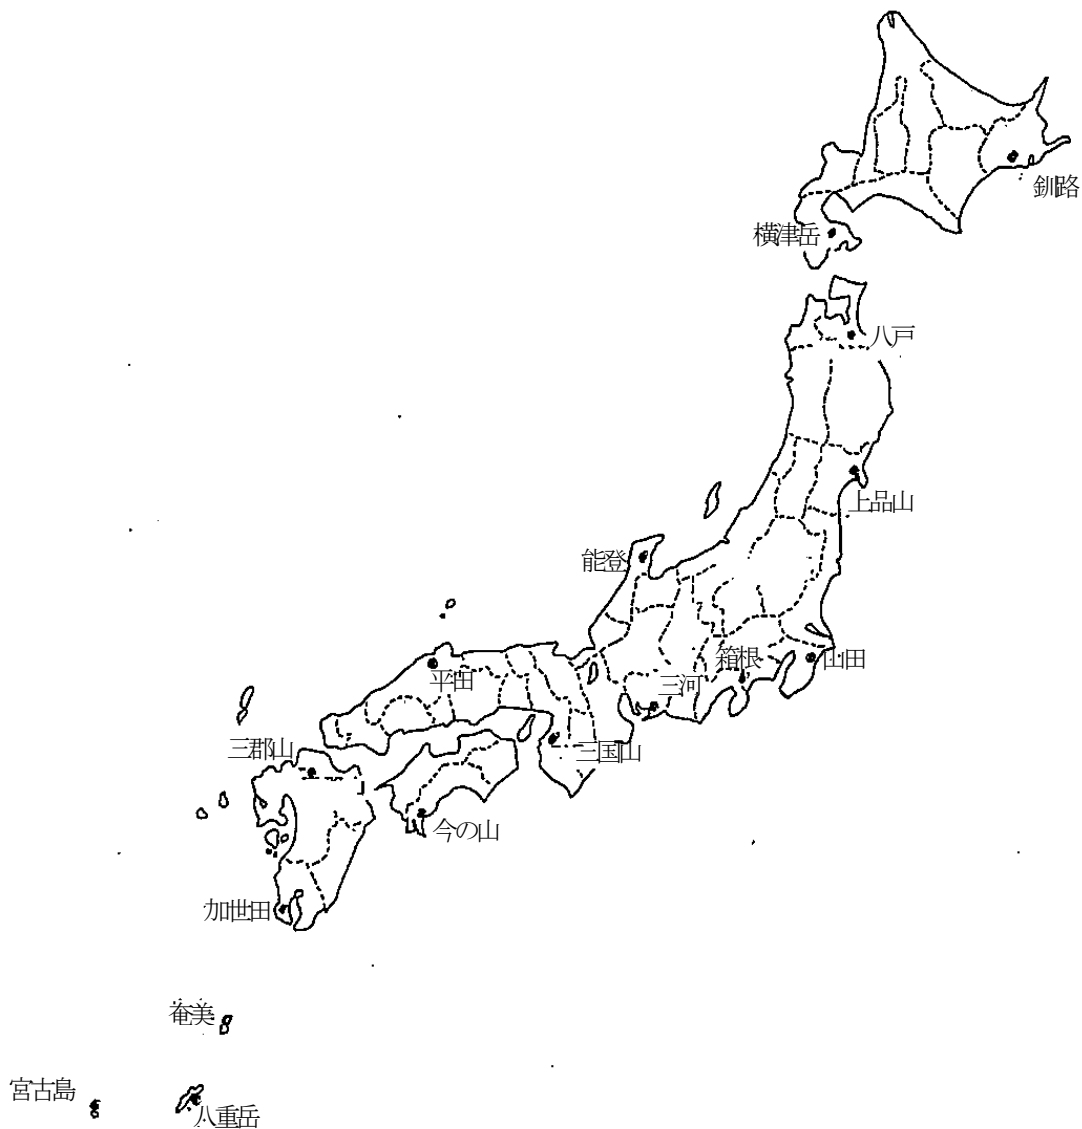 釧路
横津岳
八戸
上品山
能登
箱根
山田
平田
三河
三国山
三郡山
今の山
加世田
奄美
宮古島
八重岳